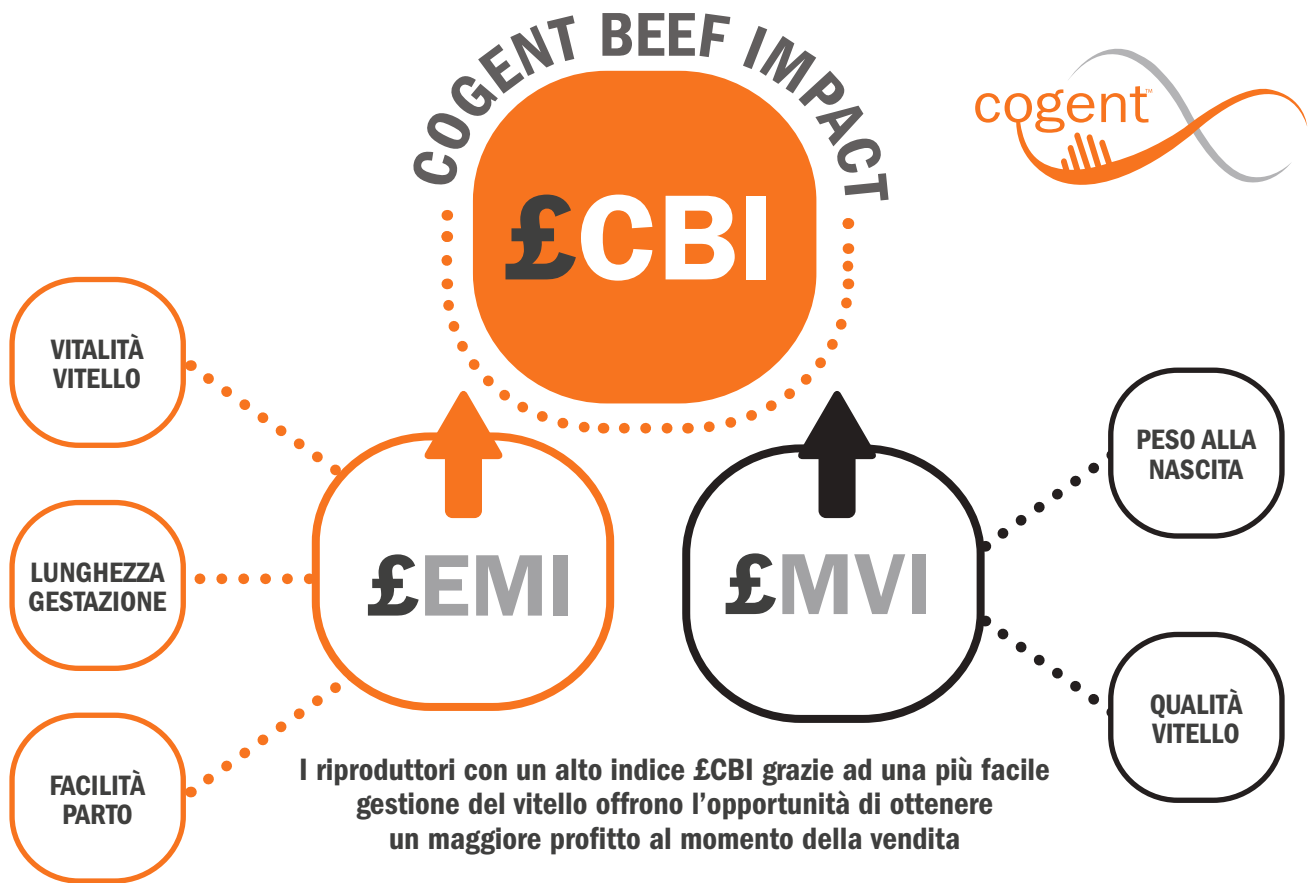 COGENT BEEF IMPACT
cogent™
£CBI
VITALITÀ
VITELLO
LUNGHEZZA
GESTAZIONE
FACILITÀ
PARTO
£EMI
£MVI
PESO ALLA
NASCITA
QUALITÀ
VITELLO
I riproduttori con un alto indice £CBI grazie ad una più facile
gestione del vitello offrono l’opportunità di ottenere
un maggiore profitto al momento della vendita